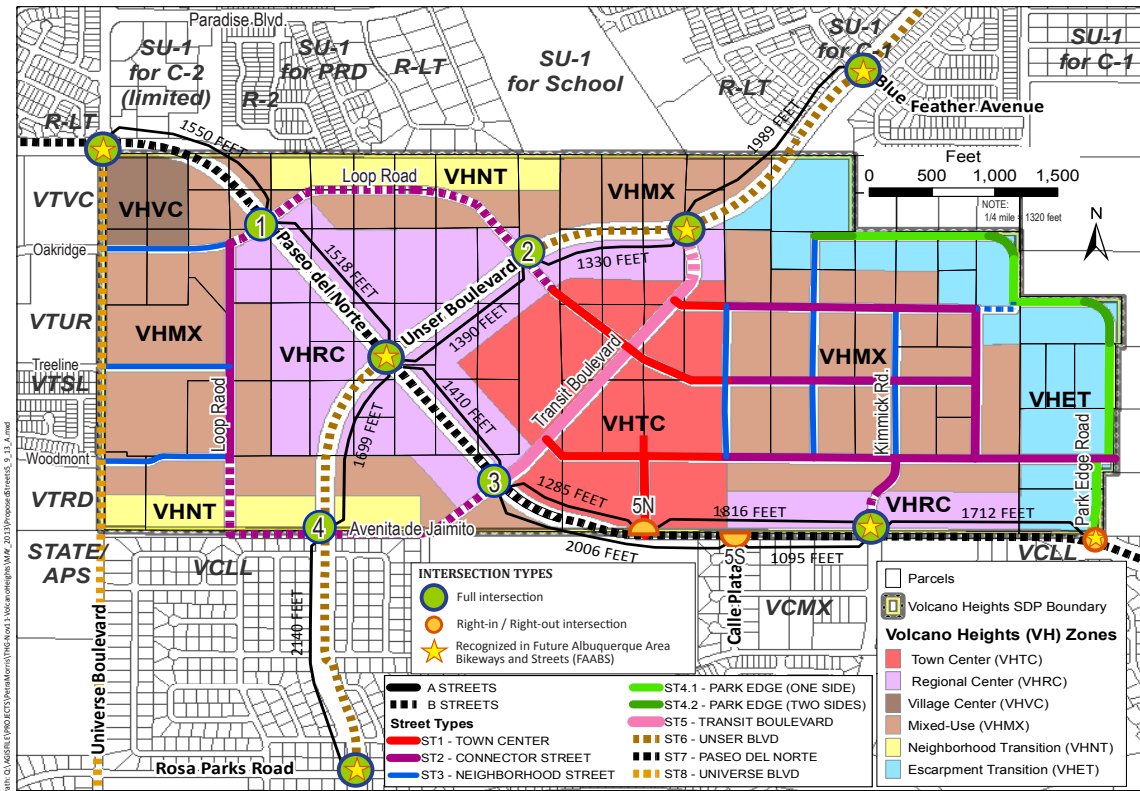 Paradise Blvd.
SU-1
for C-2
(limited)
SU-1
for PRD
R-2
R-LT
SU-1
for School
R-LT
SU-1
for C-1
SU-1
for C-1
R-LT
1550 FEET
1989 FEET
Blue
Feather Avenue
Feet
0 500 1,000 1,500
NOTE:
1/4 mile = 1320 feet
N
VTVC
VHVC
Loop Road
VHNT
VHMX
1
2
Oakridge
Paseo del Norte
1518 FEET
1330 FEET
Unser Boulevard
1390 FEET
VTUR
VHMX
VHRC
VHMX
Treeline
VTSL
Loop Raod
Transit Boulevard
Kimmick Rd.
VHET
1410 FEET
1699 FEET
VHTC
Woodmont
Park Edge Road
VTRD
VHNT
3
1285 FEET
5N
VHRC
4
Avenita de Jaimito
1816 FEET
1712 FEET
STATE/
APS
VCLL
2006 FEET
5S
1095 FEET
VCLL
Calle Plata
VCMX
2140 FEET
Universe Boulevard
Rosa Parks Road
INTERSECTION TYPES
Full intersection
Right-in / Right-out intersection
Recognized in Future Albuquerque Area
Bikeways and Streets (FAABS)
A STREETS
B STREETS
Street Types
ST1 - TOWN CENTER
ST2 - CONNECTOR STREET
ST3 - NEIGHBORHOOD STREET
ST4.1 - PARK EDGE (ONE SIDE)
ST4.2 - PARK EDGE (TWO SIDES)
ST5 - TRANSIT BOULEVARD
ST6 - UNSER BLVD
ST7 - PASEO DEL NORTE
ST8 - UNIVERSE BLVD
Parcels
Volcano Heights SDP Boundary
Volcano Heights (VH) Zones
Town Center (VHTC)
Regional Center (VHRC)
Village Center (VHVC)
Mixed-Use (VHMX)
Neighborhood Transition (VHNT)
Escarpment Transition (VHET)